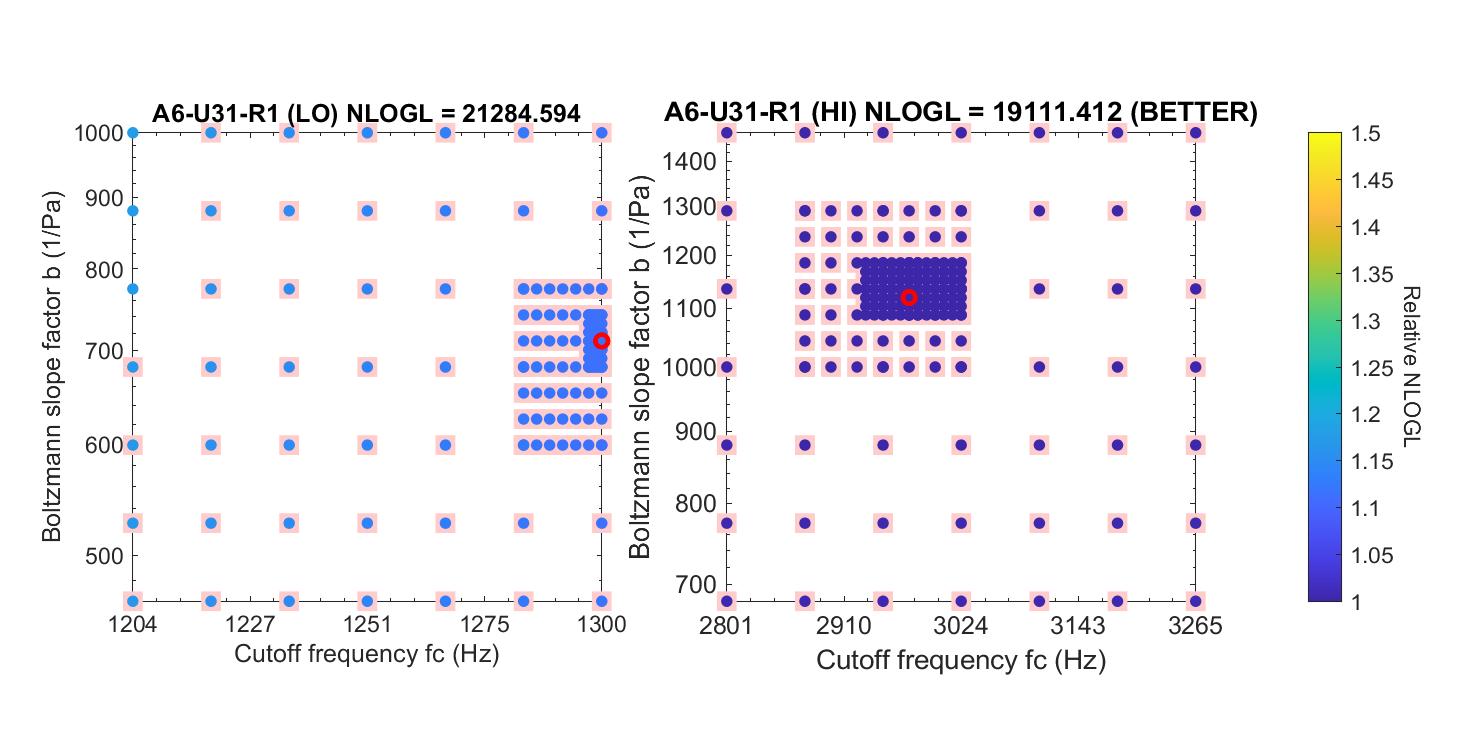 A6-U31-R1 (LO) NLOGL = 21284.594
1000
900
800
700
600
500
Boltzmann slope factor b (1/Pa)
1204 1227 1251 1275 1300
Cutoff frequency fc (Hz)
A6-U31-R1 (HI) NLOGL = 19111.412 (BETTER)
1400
1300
1200
1100
1000
900
800
700
Boltzmann slope factor b (1/Pa)
2801 2910 3024 3143 3265
Cutoff frequency fc (Hz)
1.5
1.45
1.4
1.35
1.3
1.25
1.2
1.15
1.1
1.05
1
Relative NLOGL